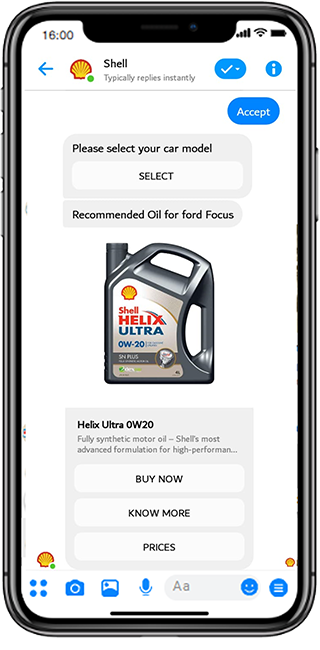 16:00
Shell
Typically replies instantly
Accept
Please select your car model
SELECT
Recommended Oil for ford Focus
Shell
HELIX
ULTRA
0W-20
SN PLUS
Helix Ultra 0W20
Fully synthetic motor oil – Shell's most
advanced formulation for high-performan...
BUY NOW
KNOW MORE
PRICES
Aa